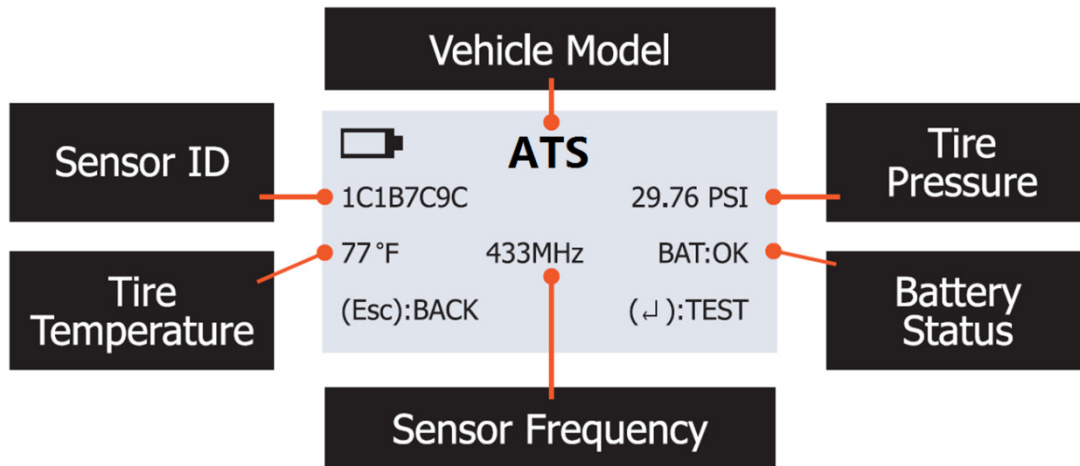 Vehicle Model
Sensor ID
ATS
Tire
Pressure
1C1B7C9C
29.76 PSI
77°F
433MHz
BAT:OK
Tire
Temperature
(Esc):BACK
(↵):TEST
Battery
Status
Sensor Frequency